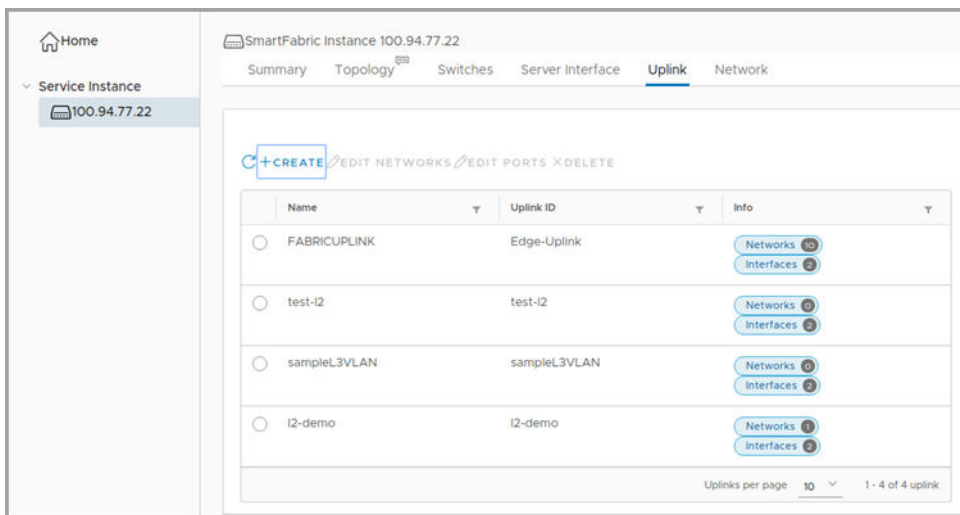 Home
SmartFabric Instance 100.94.77.22
Summary Topology Switches Server Interface Uplink Network
Service Instance
100.94.77.22
+CREATE EDIT NETWORKS EDIT PORTS ×DELETE
Name Uplink ID Info
FABRICUPLINK Edge-Uplink Networks 10
Interfaces 2
test-l2 test-l2 Networks 0
Interfaces 2
sampleL3VLAN sampleL3VLAN Networks 0
Interfaces 2
l2-demo l2-demo Networks 1
Interfaces 2
Uplinks per page 10 1 - 4 of 4 uplink